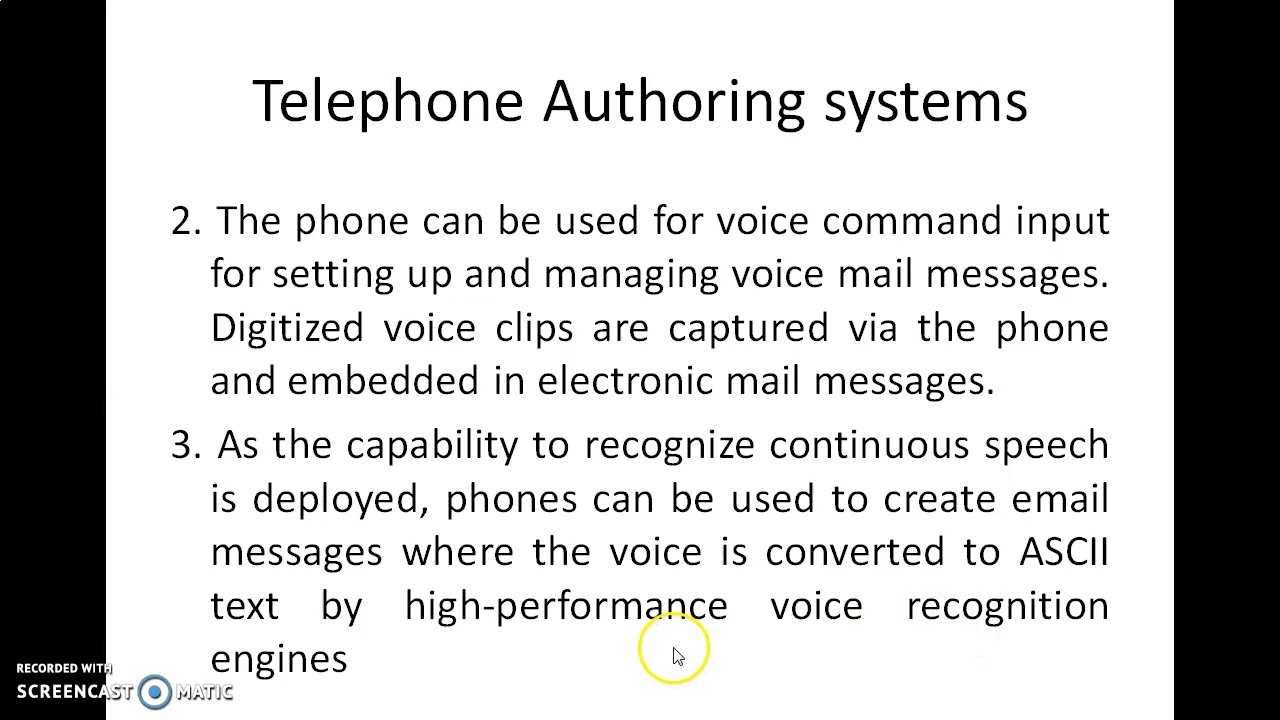 Telephone Authoring systems
2. The phone can be used for voice command input
for setting up and managing voice mail messages.
Digitized voice clips are captured via the phone
and embedded in electronic mail messages.
3. As the capability to recognize continuous speech
is deployed, phones can be used to create email
messages where the voice is converted to ASCII
text by high-performance voice recognition
engines
RECORDED WITH
SCREENCAST MATIC